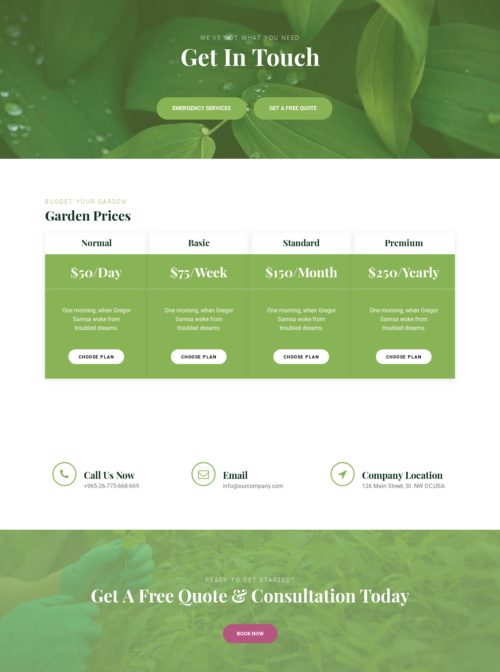 WE'VE GOT WHAT YOU NEED
Get In Touch
EMERGENCY SERVICES
GET A FREE QUOTE
BUDGET YOUR GARDEN
Garden Prices
Normal Basic Standard Premium
$50/Day $75/Week $150/Month $250/Yearly
One morning, when Gregor One morning, when Gregor One morning, when Gregor One morning, when Gregor
Samsa woke from Samsa woke from Samsa woke from Samsa woke from
troubled dreams. troubled dreams. troubled dreams. troubled dreams.
CHOOSE PLAN CHOOSE PLAN CHOOSE PLAN CHOOSE PLAN
Call Us Now
+965-26-775-668-669
Email
info@ourcompany.com
Company Location
126 Main Street, St. NW DC,USA.
READY TO GET STARTED?
Get A Free Quote & Consultation Today
BOOK NOW